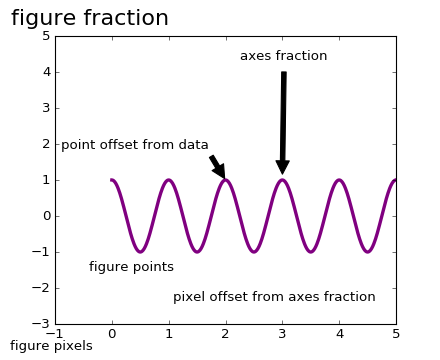 figure fraction
5
axes fraction
4
3
2
point offset from data
1
0
−1
figure points
−2
pixel offset from axes fraction
−3
−1 0 1 2 3 4 5
figure pixels